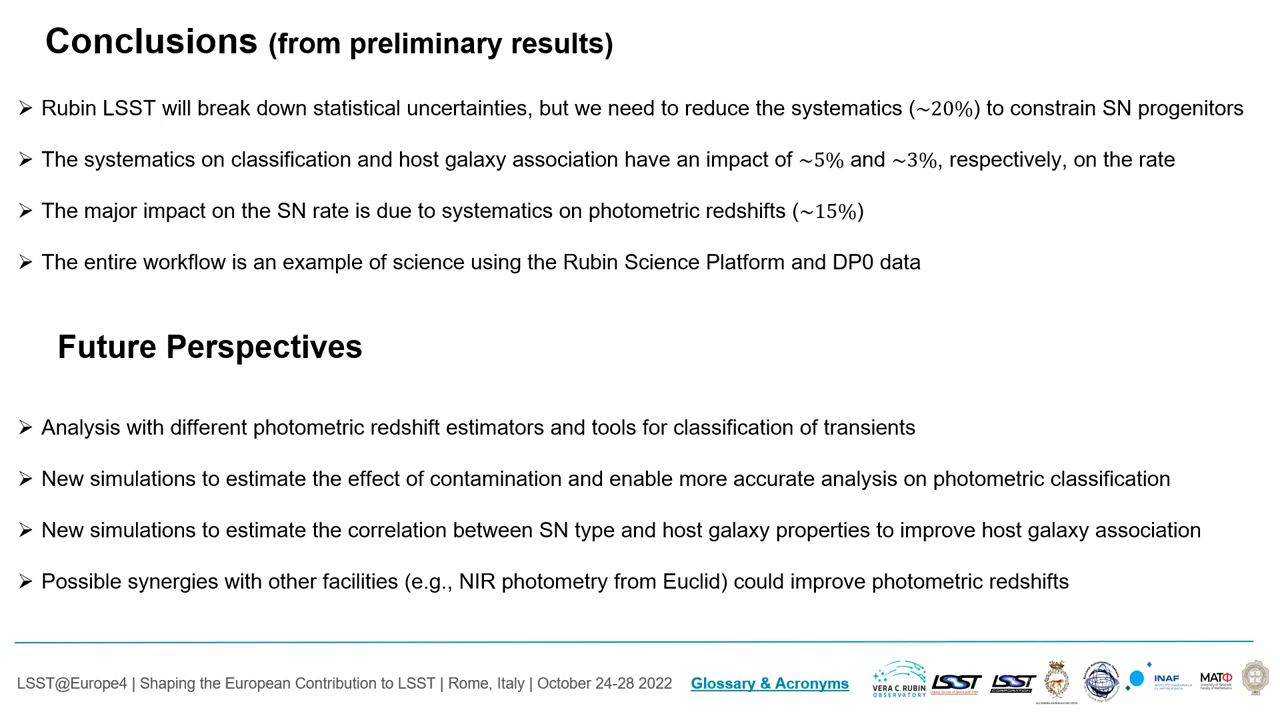 Conclusions (from preliminary results)
➢ Rubin LSST will break down statistical uncertainties, but we need to reduce the systematics (~20%) to constrain SN progenitors
➢ The systematics on classification and host galaxy association have an impact of ~5% and ~3%, respectively, on the rate
➢ The major impact on the SN rate is due to systematics on photometric redshifts (~15%)
➢ The entire workflow is an example of science using the Rubin Science Platform and DP0 data
Future Perspectives
➢ Analysis with different photometric redshift estimators and tools for classification of transients
➢ New simulations to estimate the effect of contamination and enable more accurate analysis on photometric classification
➢ New simulations to estimate the correlation between SN type and host galaxy properties to improve host galaxy association
➢ Possible synergies with other facilities (e.g., NIR photometry from Euclid) could improve photometric redshifts
LSST@Europe4 | Shaping the European Contribution to LSST | Rome, Italy | October 24-28 2022
Glossary & Acronyms
VERA C. RUBIN
OBSERVATORY
LSST
LSST
CORPORATION
INAF
MATФ